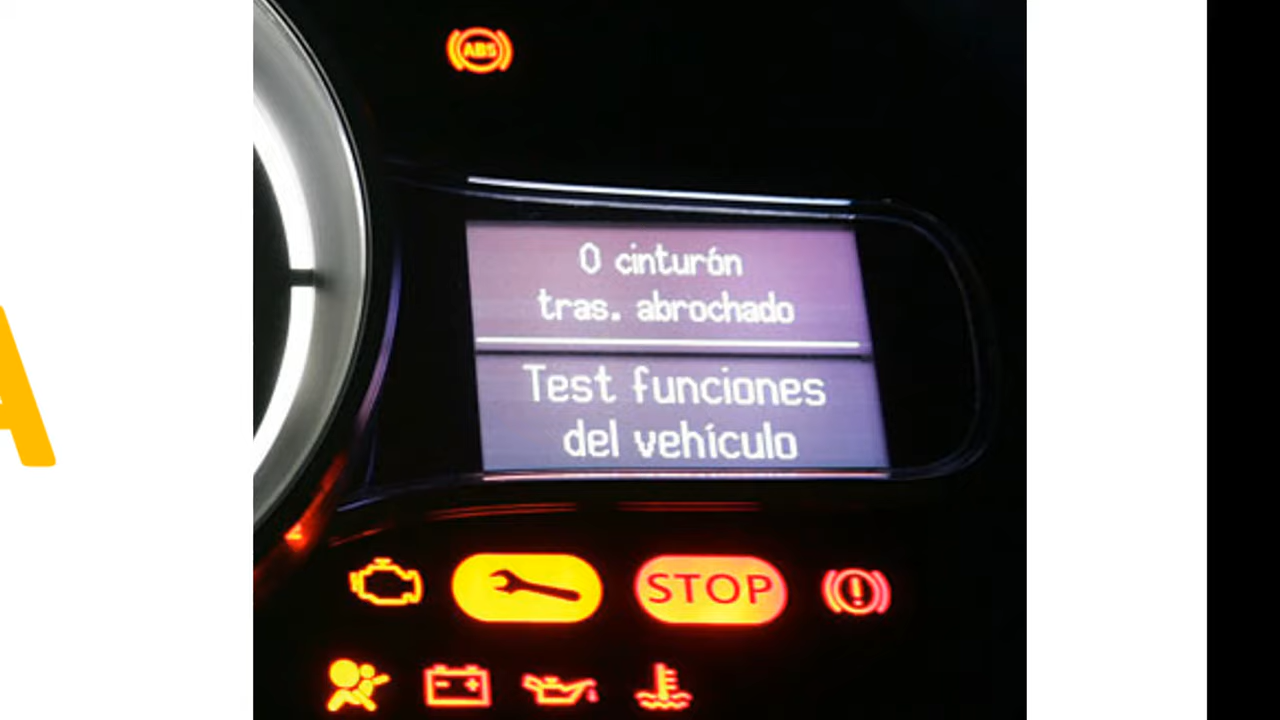 A
ABS
0 cinturón
tras. abrochado
Test funciones
del vehículo
STOP